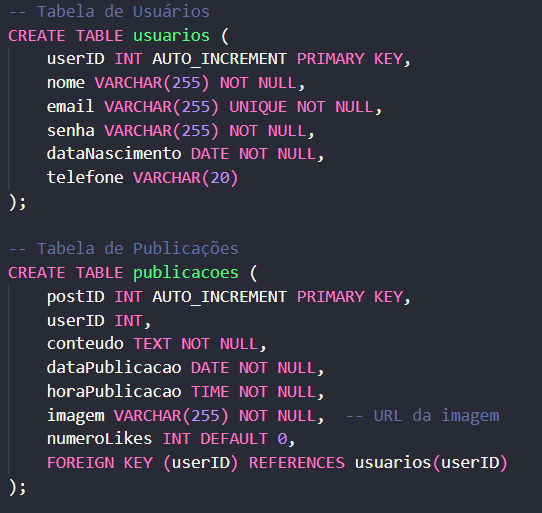 -- Tabela de Usuários
CREATE TABLE usuarios (
    userID INT AUTO_INCREMENT PRIMARY KEY,
    nome VARCHAR(255) NOT NULL,
    email VARCHAR(255) UNIQUE NOT NULL,
    senha VARCHAR(255) NOT NULL,
    dataNascimento DATE NOT NULL,
    telefone VARCHAR(20)
);

-- Tabela de Publicações
CREATE TABLE publicacoes (
    postID INT AUTO_INCREMENT PRIMARY KEY,
    userID INT,
    conteudo TEXT NOT NULL,
    dataPublicacao DATE NOT NULL,
    horaPublicacao TIME NOT NULL,
    imagem VARCHAR(255) NOT NULL,  -- URL da imagem
    numeroLikes INT DEFAULT 0,
    FOREIGN KEY (userID) REFERENCES usuarios(userID)
);